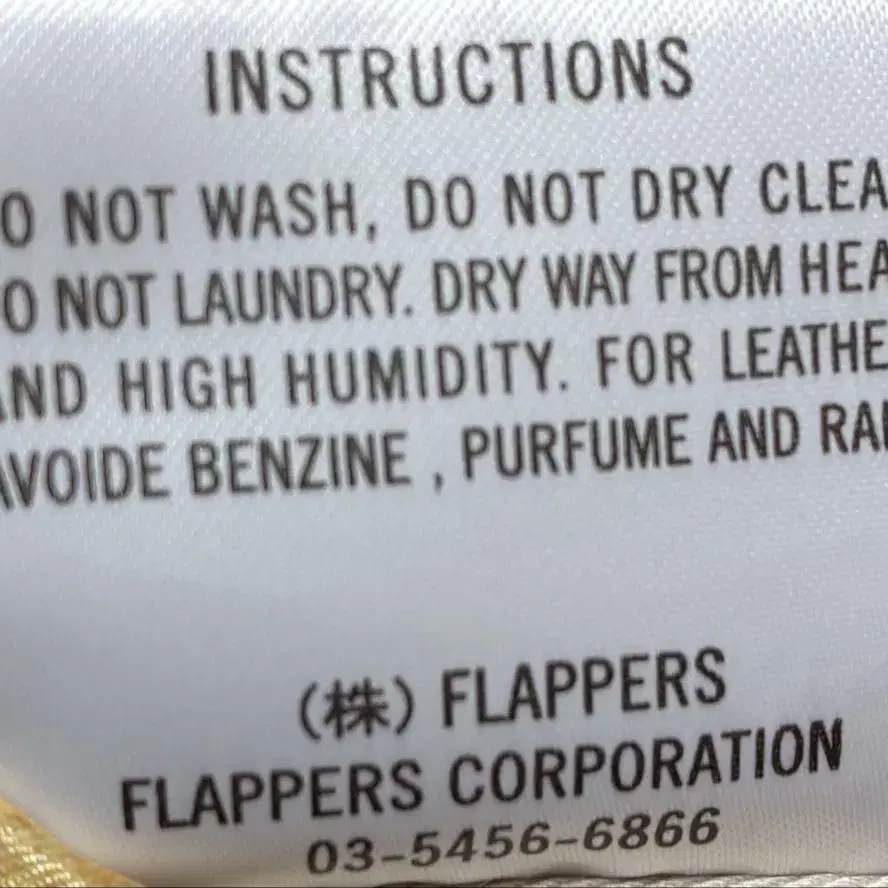 INSTRUCTIONS
O NOT WASH, DO NOT DRY CLEA
O NOT LAUNDRY. DRY WAY FROM HEA
AND HIGH HUMIDITY. FOR LEATHE
AVOIDE BENZINE , PURFUME AND RAI
(株) FLAPPERS
FLAPPERS CORPORATION
03-5456-6866